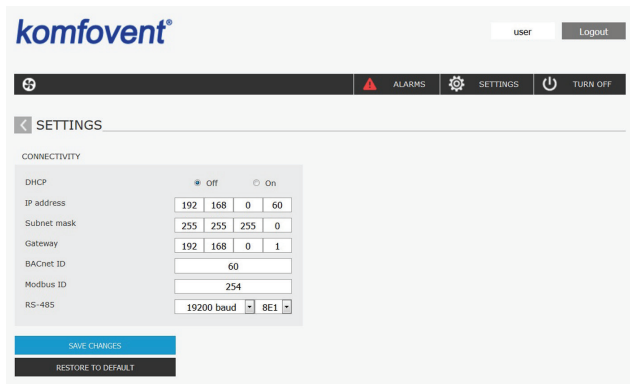 komfovent®
user Logout
ALARMS SETTINGS TURN OFF
SETTINGS
CONNECTIVITY
DHCP Off On
IP address 192 168 0 60
Subnet mask 255 255 255 0
Gateway 192 168 0 1
BACnet ID 60
Modbus ID 254
RS-485 19200 baud 8E1
SAVE CHANGES
RESTORE TO DEFAULT